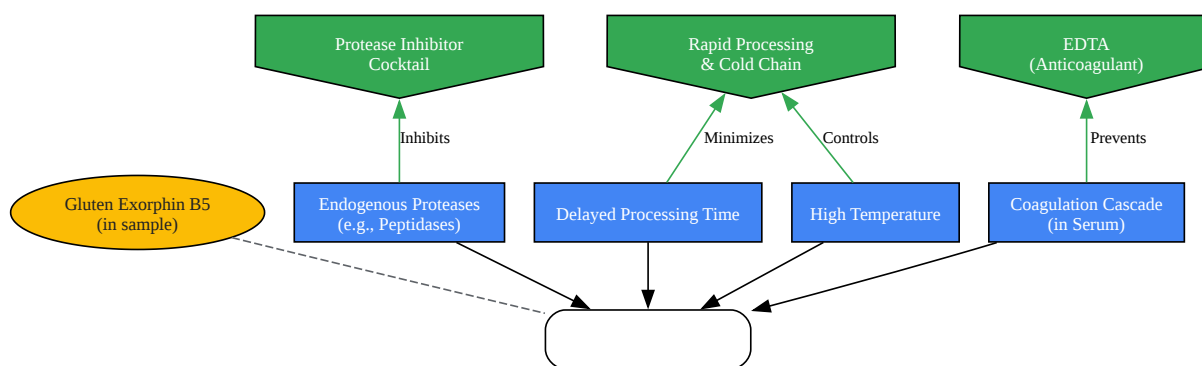 Protease Inhibitor
Cocktail
Rapid Processing
& Cold Chain
EDTA
(Anticoagulant)
Inhibits
Minimizes
Controls
Prevents
Gluten Exorphin B5
(in sample)
Endogenous Proteases
(e.g., Peptidases)
Delayed Processing Time
High Temperature
Coagulation Cascade
(in Serum)